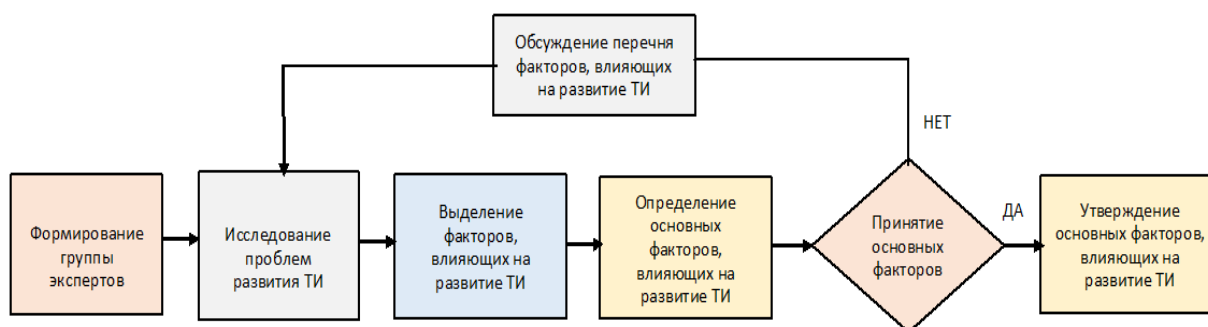 Обсуждение перечня
факторов, влияющих
на развитие ТИ
НЕТ
Формирование
группы
экспертов
Исследование
проблем
развития ТИ
Выделение
факторов,
влияющих на
развитие ТИ
Определение
основных
факторов,
влияющих на
развитие ТИ
Принятие
основных
факторов
ДА
Утверждение
основных факторов,
влияющих на
развитие ТИ